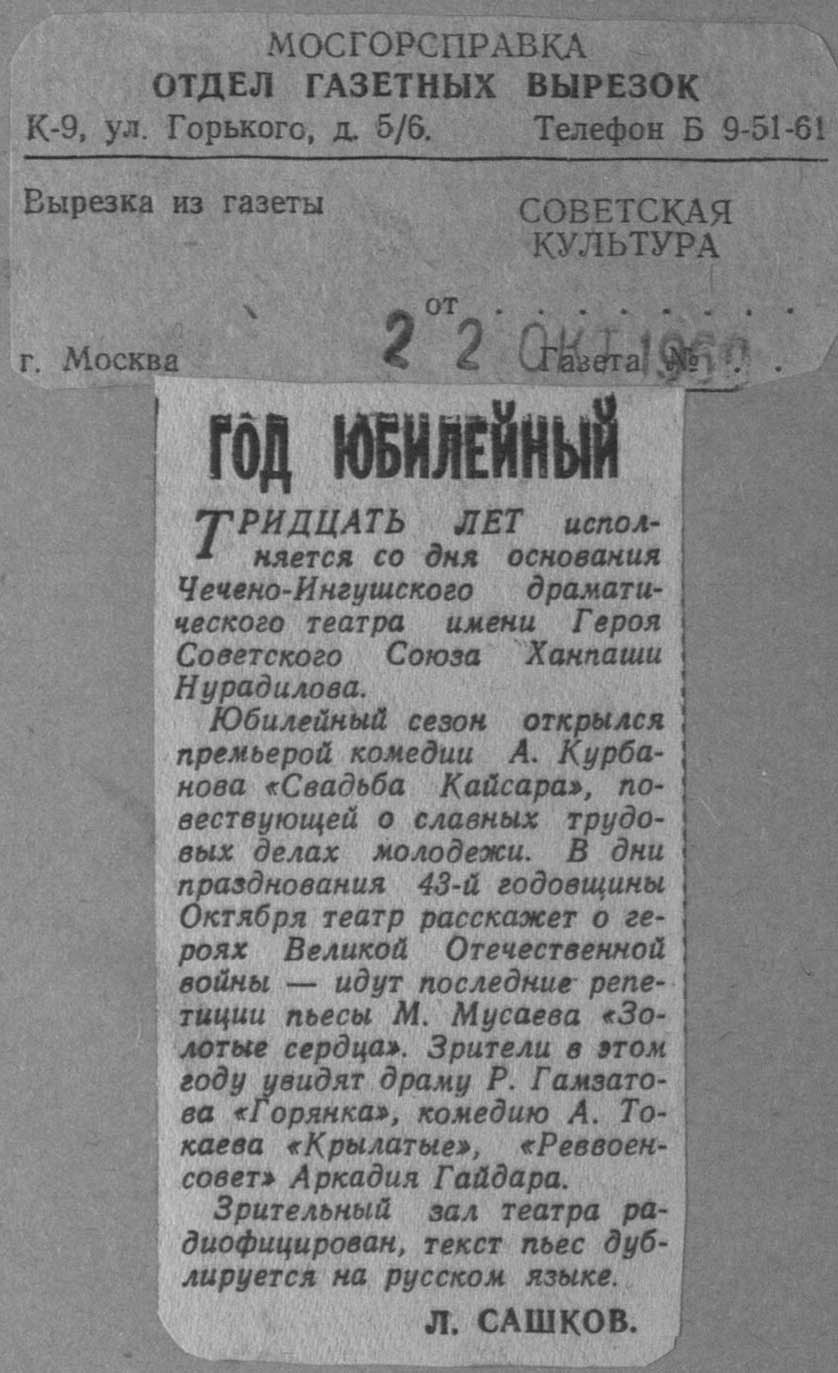 МОСГОРСПРАВКА
ОТДЕЛ ГАЗЕТНЫХ ВЫРЕЗОК
К-9, ул. Горького, д. 5/6. Телефон Б 9-51-61
Вырезка из газеты
СОВЕТСКАЯ
КУЛЬТУРА
от . . . . . . . . .
2 2 ОКТ 1960
г. Москва Газета № . .
ГОД ЮБИЛЕЙНЫЙ
ТРИДЦАТЬ ЛЕТ испол-
няется со дня основания
Чечено-Ингушского драмати-
ческого театра имени Героя
Советского Союза Ханпаши
Нурадилова.
Юбилейный сезон открылся
премьерой комедии А. Курба-
нова «Свадьба Кайсара», по-
вествующей о славных трудо-
вых делах молодежи. В дни
празднования 43-й годовщины
Октября театр расскажет о ге-
роях Великой Отечественной
войны — идут последние репе-
тиции пьесы М. Мусаева «Зо-
лотые сердца». Зрители в этом
году увидят драму Р. Гамзато-
ва «Горянка», комедию А. То-
каева «Крылатые», «Реввоен-
совет» Аркадия Гайдара.
Зрительный зал театра ра-
диофицирован, текст пьес дуб-
лируется на русском языке.
Л. САШКОВ.